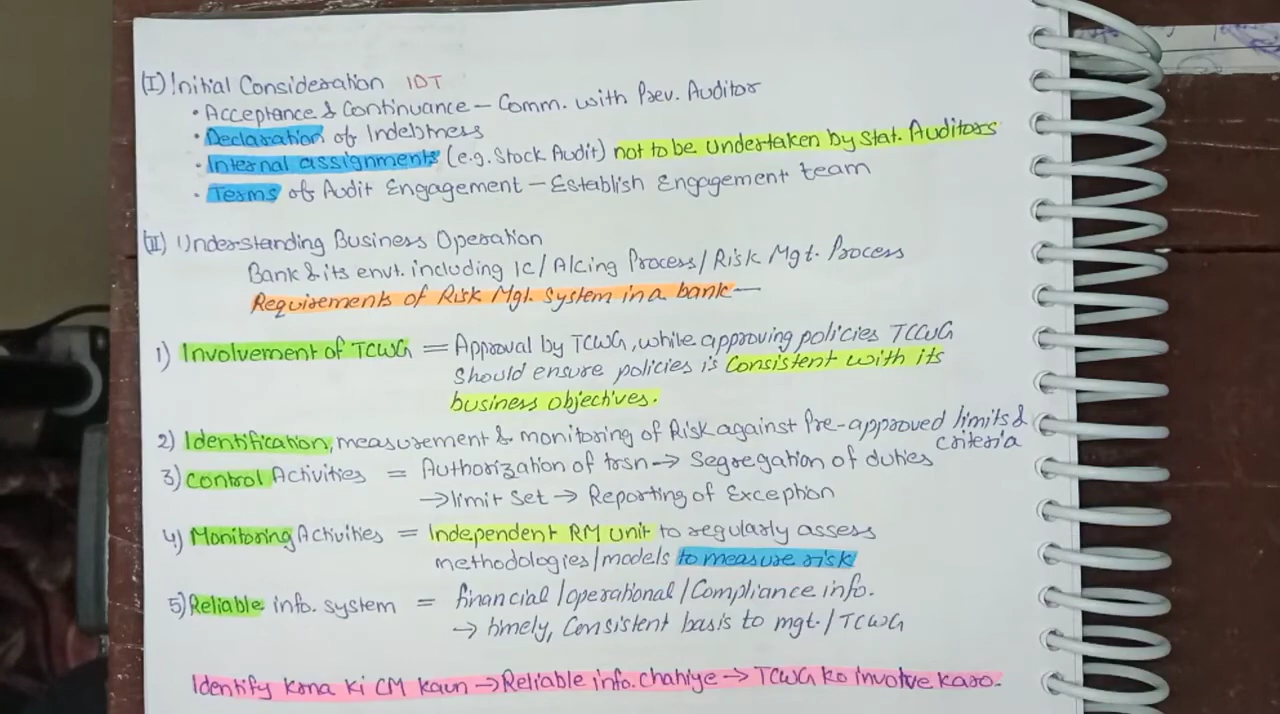 (I) Initial Consideration IDT
• Acceptance & Continuance – Comm. with Prev. Auditor
• Declaration of Indebtness
• Internal assignments (e.g. Stock Audit) not to be undertaken by Stat. Auditors
• Terms of Audit Engagement – Establish Engagement team
(II) Understanding Business Operation
Bank & its envt. including IC/ A/cing Process/ Risk Mgt. Process
Requirements of Risk Mgt. System in a bank –
1) Involvement of TCWG = Approval by TCWG, while approving policies TCWG
should ensure policies is Consistent with its
business objectives.
2) Identification, measurement & monitoring of Risk against Pre-approved limits &
criteria
3) Control Activities = Authorization of trsn → Segregation of duties
→ limit Set → Reporting of Exception
4) Monitoring Activities = Independent RM unit to regularly assess
methodologies/models to measure risk
5) Reliable info. system = financial/operational/Compliance info.
→ timely, Consistent basis to mgt./TCWG
Identify krna ki CM kaun → Reliable info. chahiye → TCWG ko involve karo.